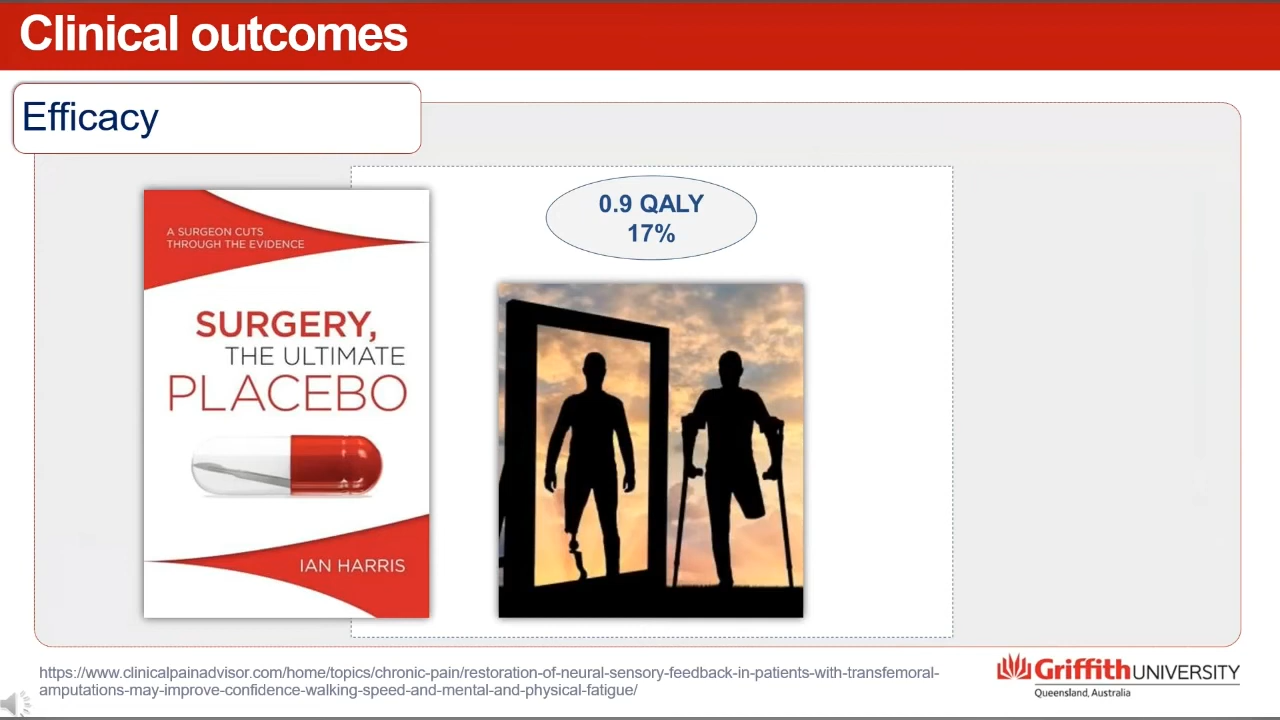 Clinical outcomes
Efficacy
A SURGEON CUTS
THROUGH THE EVIDENCE
SURGERY,
THE ULTIMATE
PLACEBO
IAN HARRIS
0.9 QALY
17%
https://www.clinicalpainadvisor.com/home/topics/chronic-pain/restoration-of-neural-sensory-feedback-in-patients-with-transfemoral-
amputations-may-improve-confidence-walking-speed-and-mental-and-physical-fatigue/
Griffith UNIVERSITY
Queensland, Australia